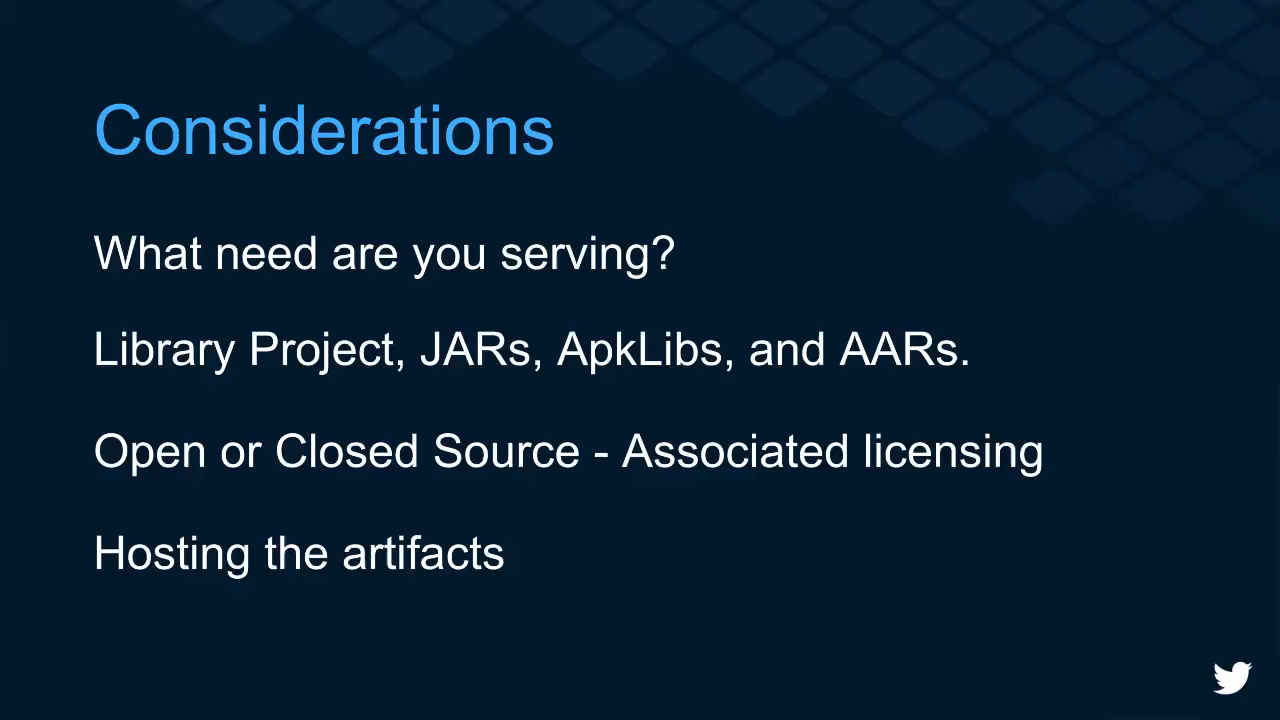 Considerations
What need are you serving?
Library Project, JARs, ApkLibs, and AARs.
Open or Closed Source - Associated licensing
Hosting the artifacts